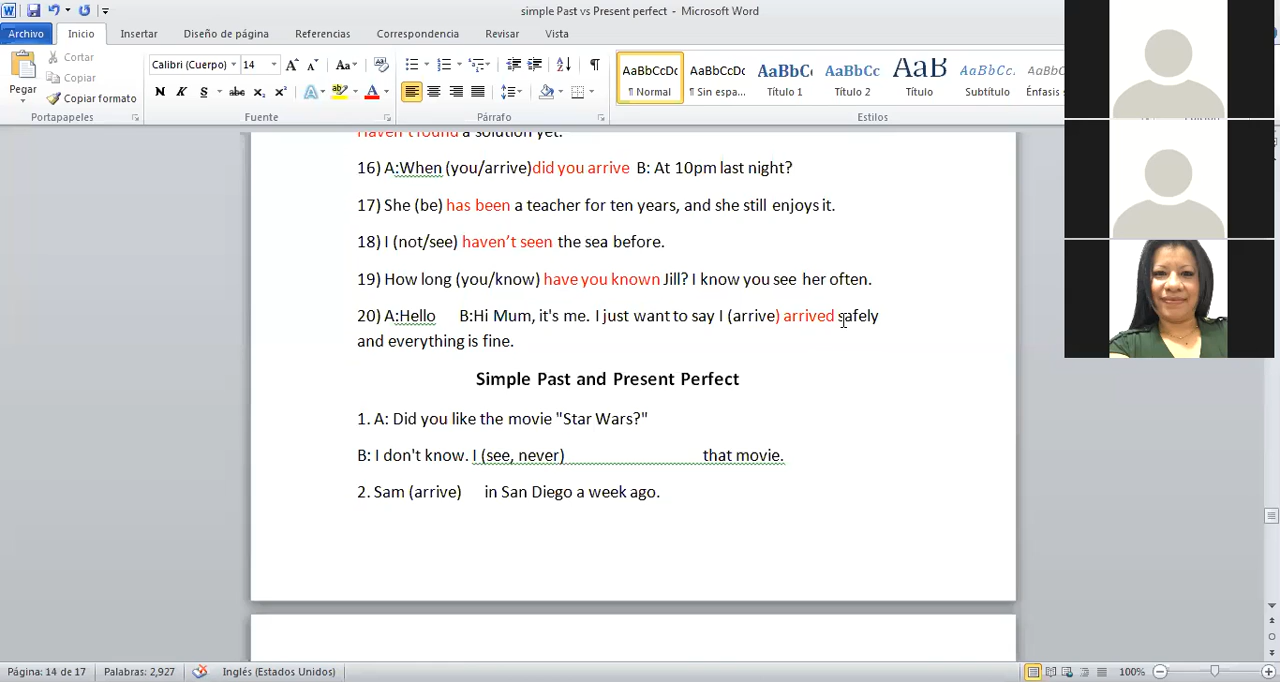 simple Past vs Present perfect - Microsoft Word
Archivo Inicio Insertar Diseño de página Referencias Correspondencia Revisar Vista
Pegar
Cortar
Copiar
Copiar formato
Portapapeles
Calibri (Cuerpo) 14
Fuente
Párrafo
AaBbCcDc AaBbCcDc AaBbC AaBbCc AaB AaBbCc.
¶ Normal ¶ Sin espa... Título 1 Título 2 Título Subtítulo Énfasis
Estilos
Haven't found a solution yet.
16) A:When (you/arrive)did you arrive B: At 10pm last night?
17) She (be) has been a teacher for ten years, and she still enjoys it.
18) I (not/see) haven’t seen the sea before.
19) How long (you/know) have you known Jill? I know you see her often.
20) A:Hello B:Hi Mum, it's me. I just want to say I (arrive) arrived safely
and everything is fine.
Simple Past and Present Perfect
1. A: Did you like the movie "Star Wars?"
B: I don't know. I (see, never) that movie.
2. Sam (arrive) in San Diego a week ago.
Página: 14 de 17 Palabras: 2,927 Inglés (Estados Unidos) 100%